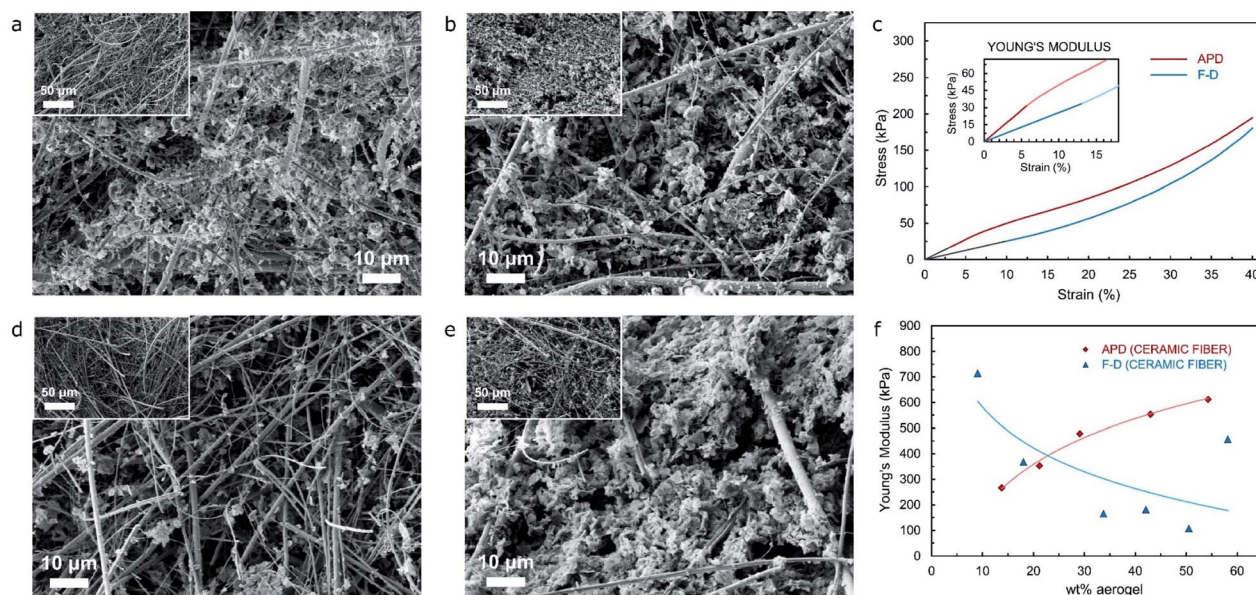 a
50 µm
10 µm
b
50 µm
10 µm
c
300
250
200
150
100
50
0
Stress (kPa)
0 5 10 15 20 25 30 35 40
Strain (%)
YOUNG'S MODULUS
60
45
30
15
0
Stress (kPa)
0 5 10 15
Strain (%)
APD
F-D
d
50 µm
10 µm
e
50 µm
10 µm
f
900
800
700
600
500
400
300
200
100
0
Young's Modulus (kPa)
0 10 20 30 40 50 60
wt% aerogel
APD (CERAMIC FIBER)
F-D (CERAMIC FIBER)